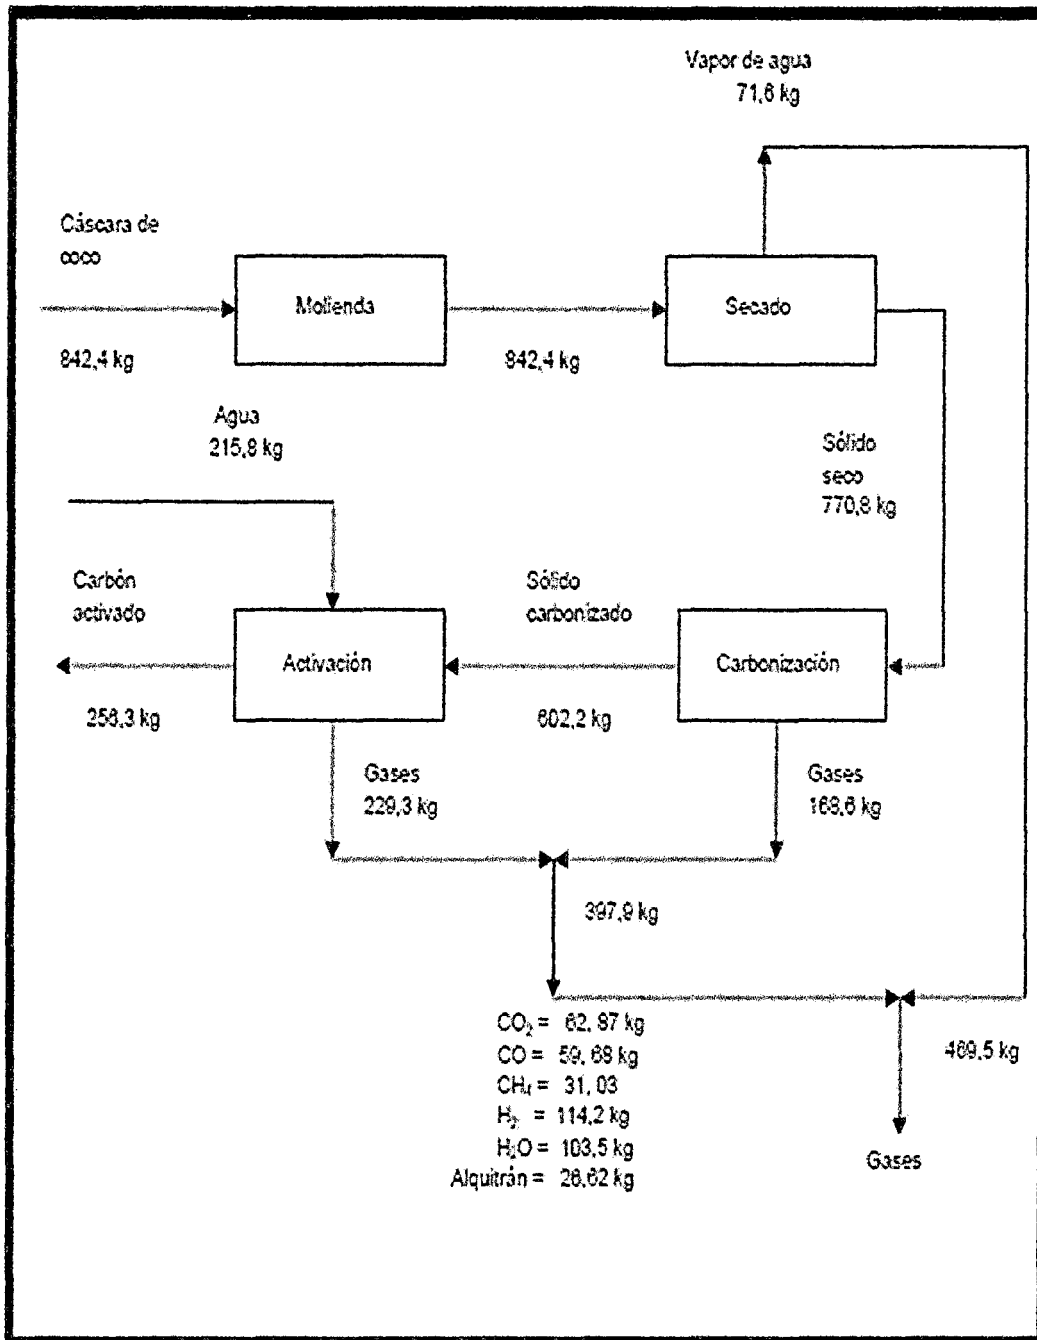 Vapor de agua
71,6 kg
Cáscara de
coco
Molienda
Secado
842,4 kg
842,4 kg
Agua
215,8 kg
Sólido
seco
770,8 kg
Carbón
activado
Sólido
carbonizado
Activación
Carbonización
256,3 kg
602,2 kg
Gases
229,3 kg
Gases
168,6 kg
397,9 kg
CO₂ = 62, 87 kg
CO = 59, 68 kg
CH₄ = 31, 03
H₂ = 114,2 kg
H₂O = 103,5 kg
Alquitrán = 26,62 kg
469,5 kg
Gases